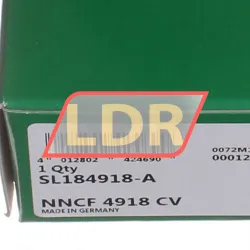 LDR
0072M
4 012802 424690
00012
1 Qty
SL184918-A
NNCF 4918 CV
MADE IN GERMANY